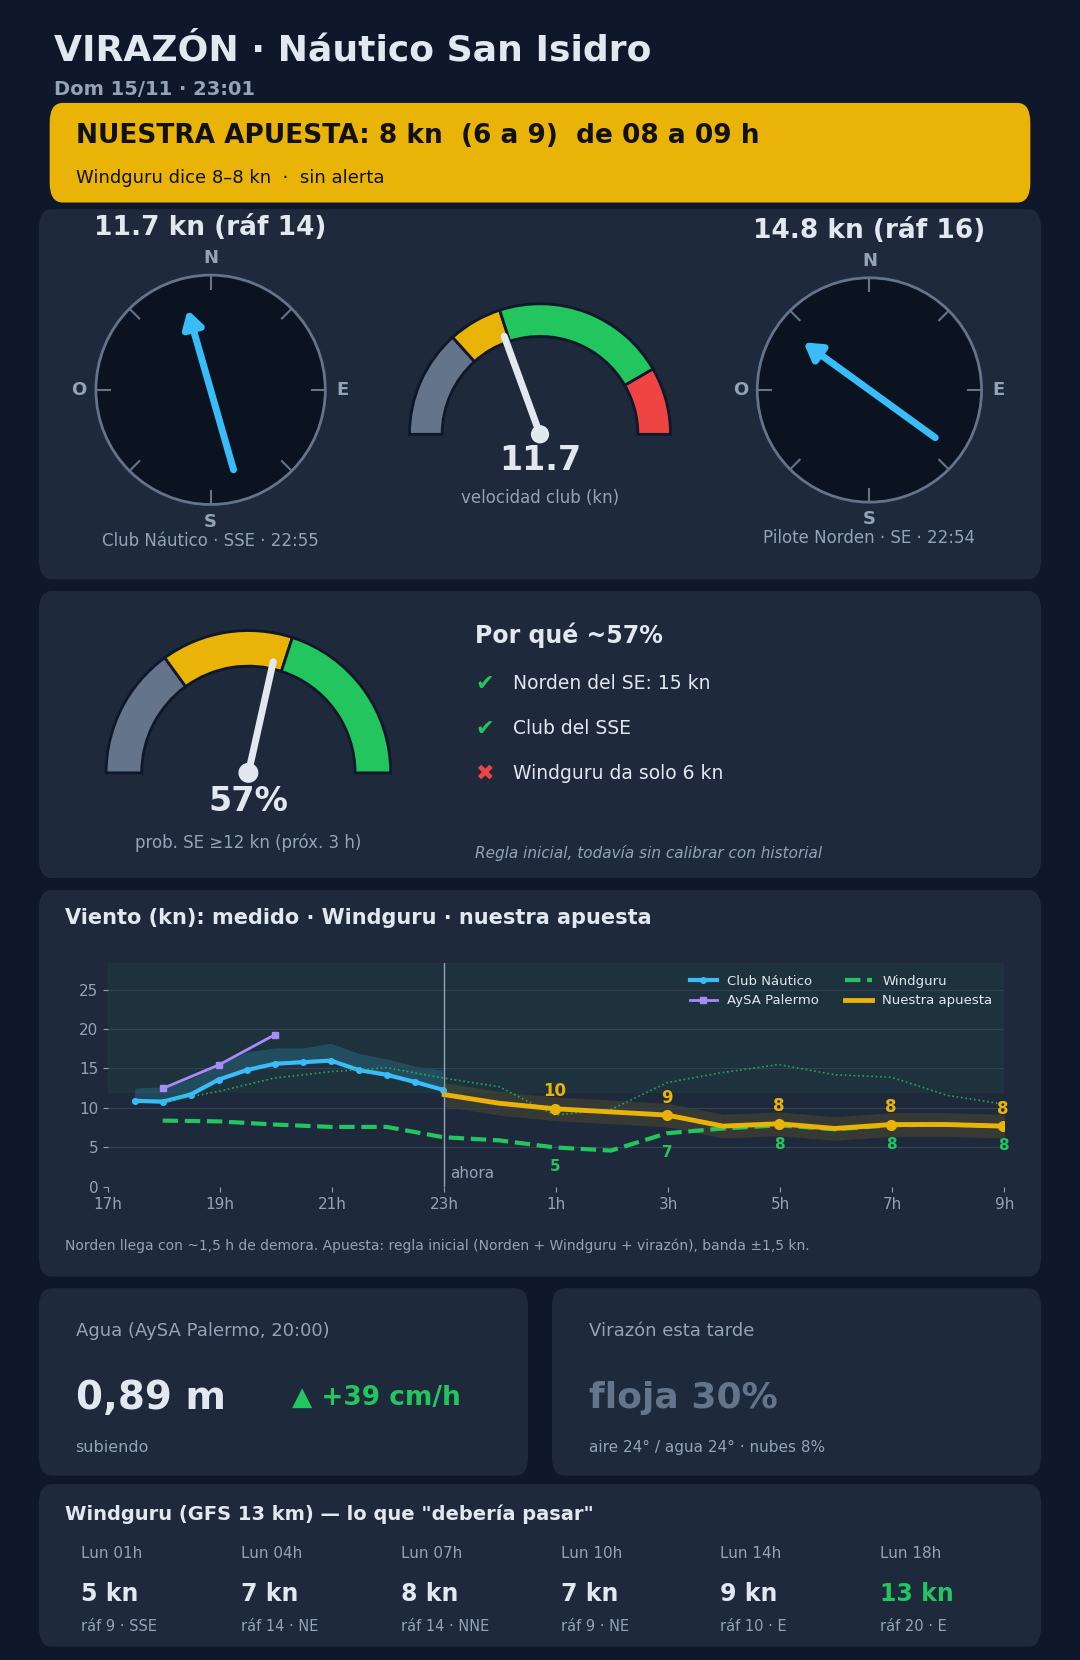 VIRAZÓN · Náutico San Isidro
Dom 15/11 · 23:01
NUESTRA APUESTA: 8 kn (6 a 9) de 08 a 09 h
Windguru dice 8–8 kn · sin alerta
11.7 kn (ráf 14)
N
O
E
S
Club Náutico · SSE · 22:55
11.7
velocidad club (kn)
14.8 kn (ráf 16)
N
O
E
S
Pilote Norden · SE · 22:54
57%
prob. SE ≥12 kn (próx. 3 h)
Por qué ~57%
✔ Norden del SE: 15 kn
✔ Club del SSE
✖ Windguru da solo 6 kn
Regla inicial, todavía sin calibrar con historial
Viento (kn): medido · Windguru · nuestra apuesta
Club Náutico
AySA Palermo
Windguru
Nuestra apuesta
25
20
15
10
5
0
10
9
8
8
8
5
7
8
8
8
ahora
17h 19h 21h 23h 1h 3h 5h 7h 9h
Norden llega con ~1,5 h de demora. Apuesta: regla inicial (Norden + Windguru + virazón), banda ±1,5 kn.
Agua (AySA Palermo, 20:00)
0,89 m ▲ +39 cm/h
subiendo
Virazón esta tarde
floja 30%
aire 24° / agua 24° · nubes 8%
Windguru (GFS 13 km) — lo que "debería pasar"
Lun 01h Lun 04h Lun 07h Lun 10h Lun 14h Lun 18h
5 kn 7 kn 8 kn 7 kn 9 kn 13 kn
ráf 9 · SSE ráf 14 · NE ráf 14 · NNE ráf 9 · NE ráf 10 · E ráf 20 · E